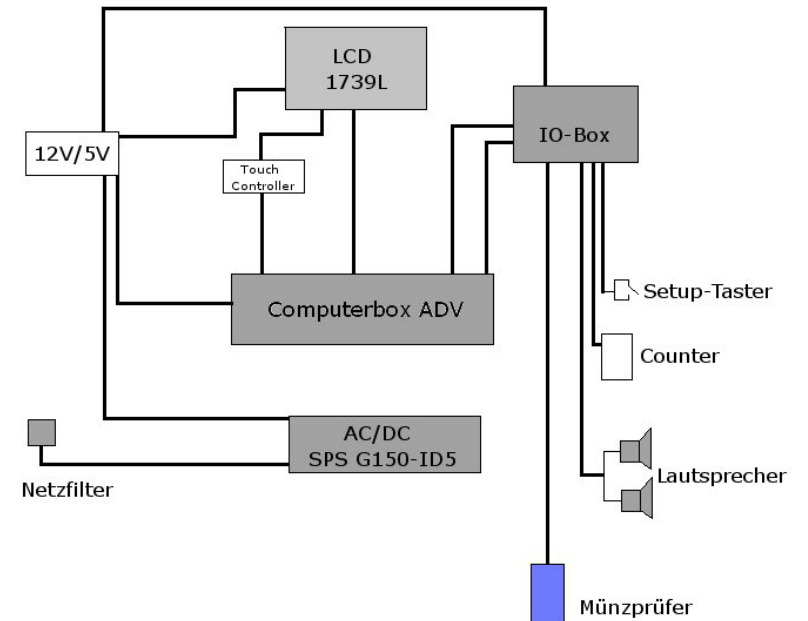 LCD
1739L
12V/5V
IO-Box
Touch
Controller
Setup-Taster
Computerbox ADV
Counter
AC/DC
SPS G150-ID5
Netzfilter
Lautsprecher
Münzprüfer